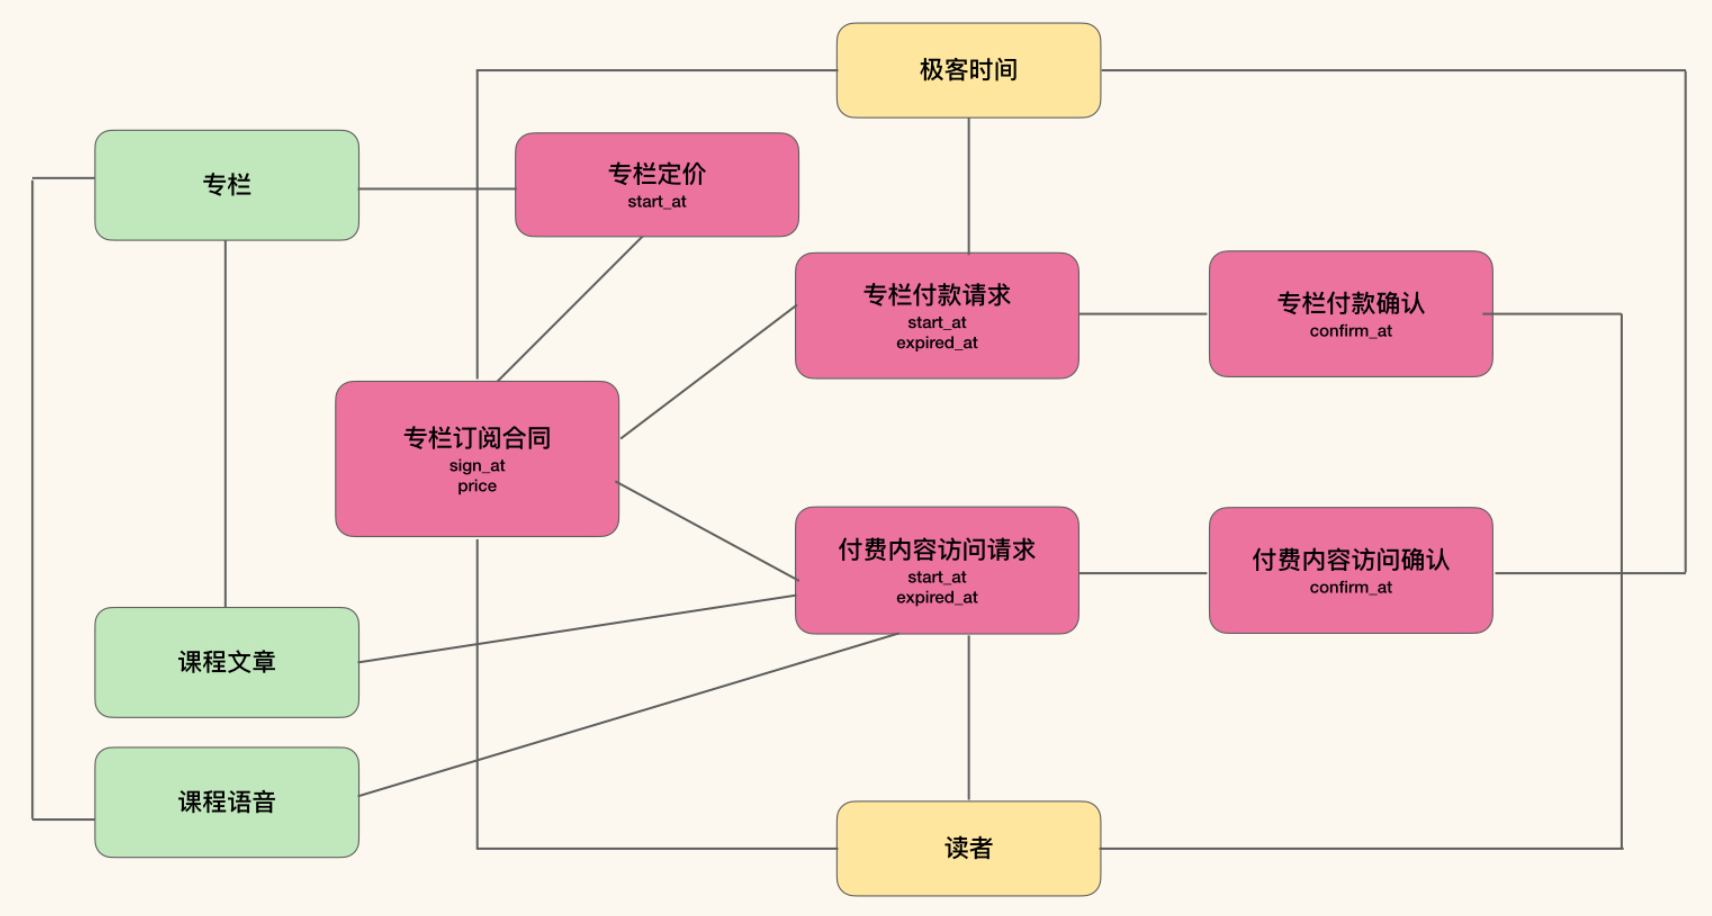 极客时间
专栏
专栏定价
start_at
专栏付款请求
start_at
expired_at
专栏付款确认
confirm_at
专栏订阅合同
sign_at
price
付费内容访问请求
start_at
expired_at
付费内容访问确认
confirm_at
课程文章
课程语音
读者